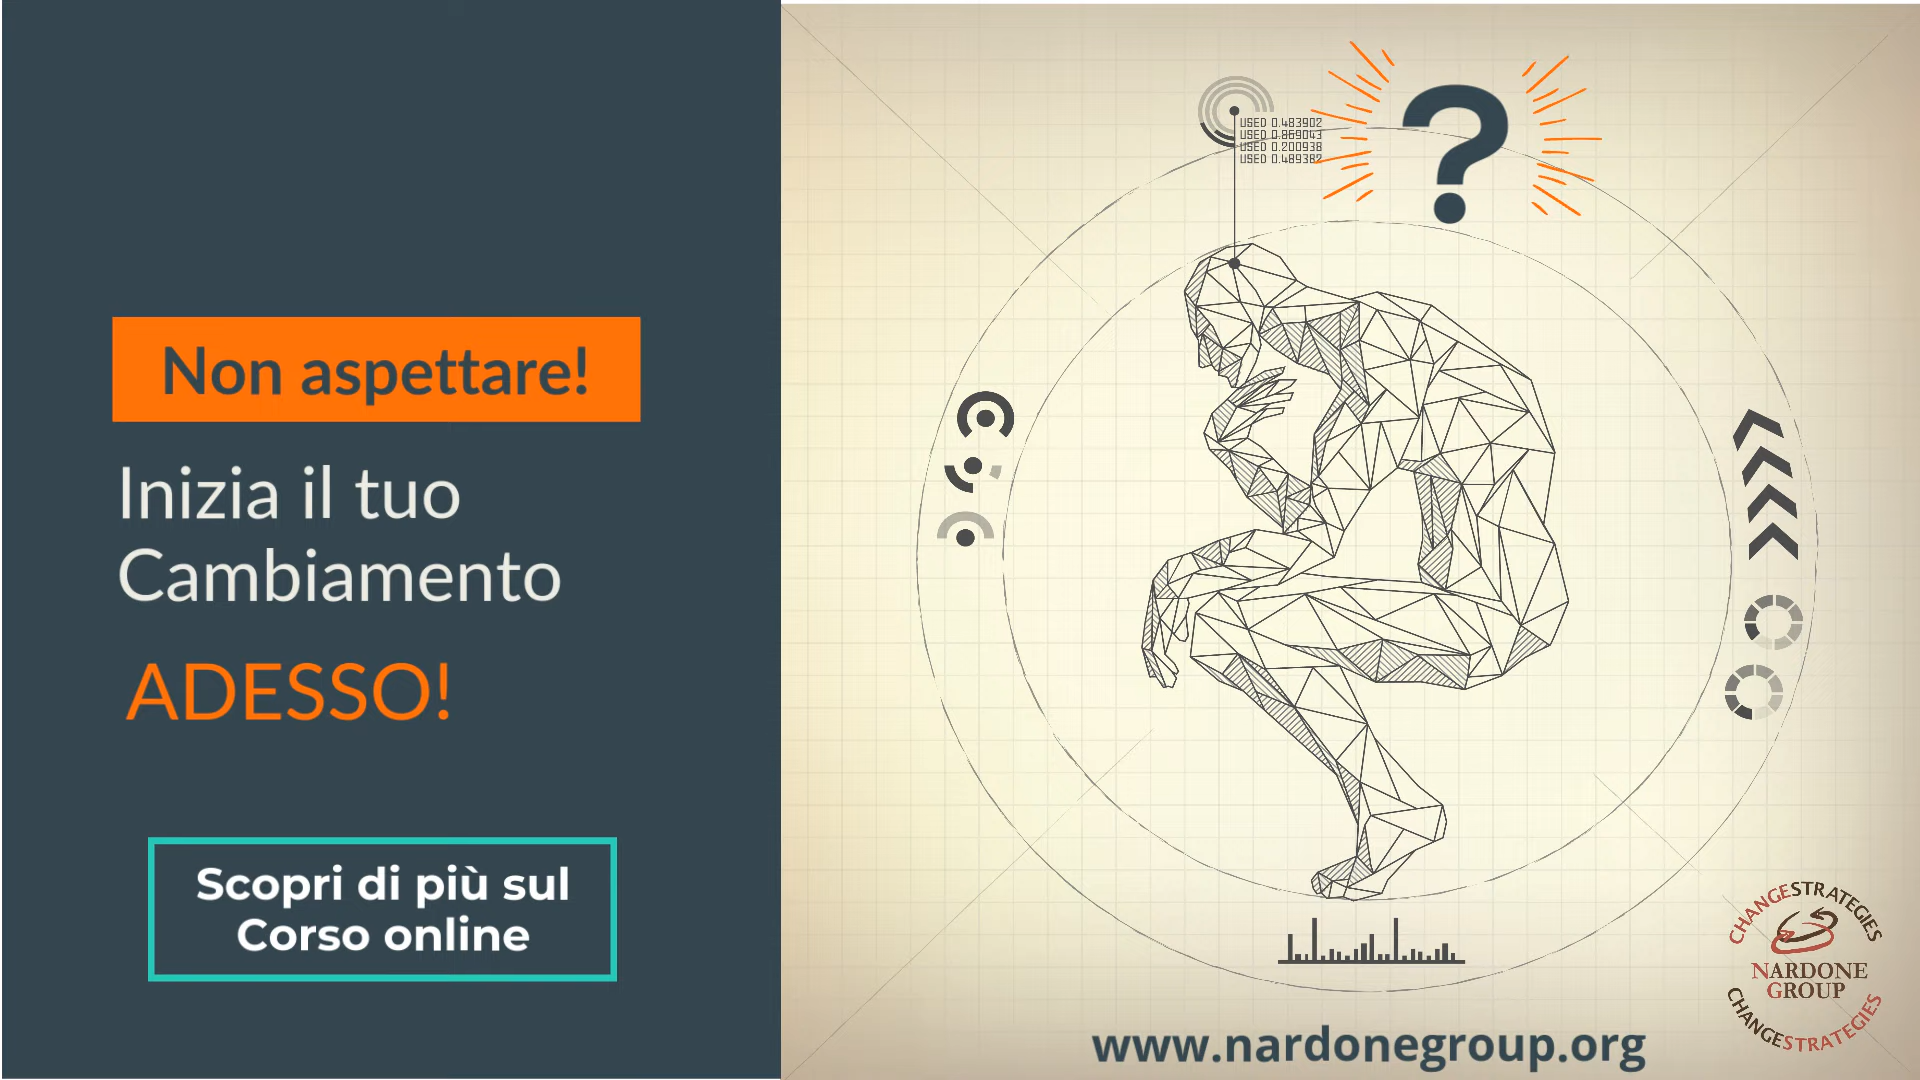 Non aspettare!
Inizia il tuo
Cambiamento
ADESSO!
Scopri di più sul
Corso online
USED 0.483902
USED 0.869043
USED 0.200938
USED 0.489382
?
CHANGESTRATEGIES
NARDONE
GROUP
CHANGESTRATEGIES
www.nardonegroup.org